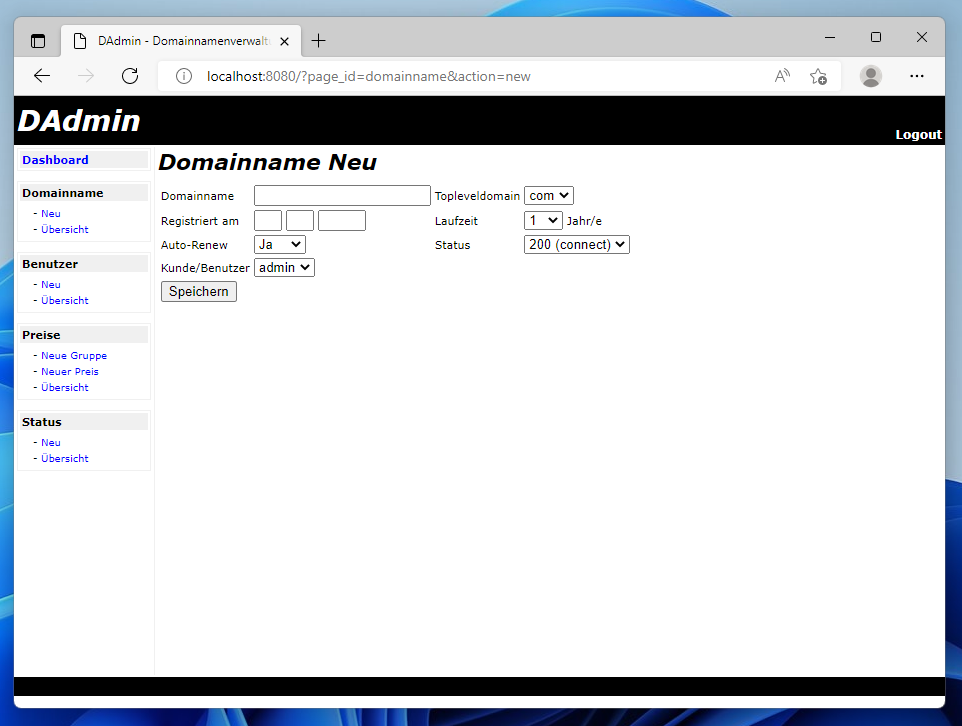 DAdmin - Domainnamenverwalt
localhost:8080/?page_id=domainname&action=new
DAdmin
Logout
Dashboard
Domainname
- Neu
- Übersicht
Benutzer
- Neu
- Übersicht
Preise
- Neue Gruppe
- Neuer Preis
- Übersicht
Status
- Neu
- Übersicht
Domainname Neu
Domainname Topleveldomain com
Registriert am Laufzeit 1 Jahr/e
Auto-Renew Ja Status 200 (connect)
Kunde/Benutzer admin
Speichern